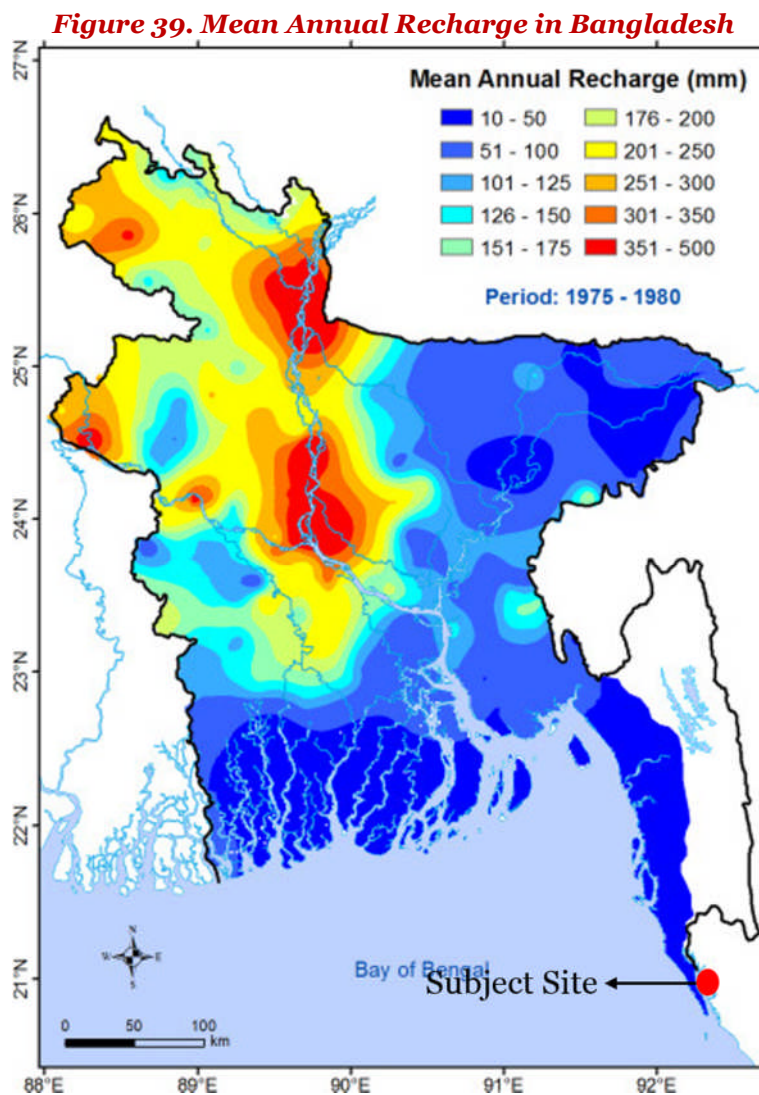 Figure 39. Mean Annual Recharge in Bangladesh
27°N
26°N
25°N
24°N
23°N
22°N
21°N
Mean Annual Recharge (mm)
10 - 50
51 - 100
101 - 125
126 - 150
151 - 175
176 - 200
201 - 250
251 - 300
301 - 350
351 - 500
Period: 1975 - 1980
N
W E
S
Bay of Bengal
Subject Site
0 50 100
km
88°E 89°E 90°E 91°E 92°E